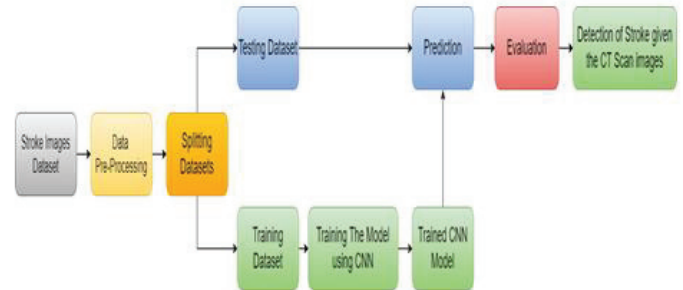 Stroke Images
Dataset
Data
Pre-Processing
Splitting
Datasets
Testing Dataset
Prediction
Evaluation
Detection of Stroke given
the CT Scan images
Training
Dataset
Training The Model
using CNN
Trained CNN
Model